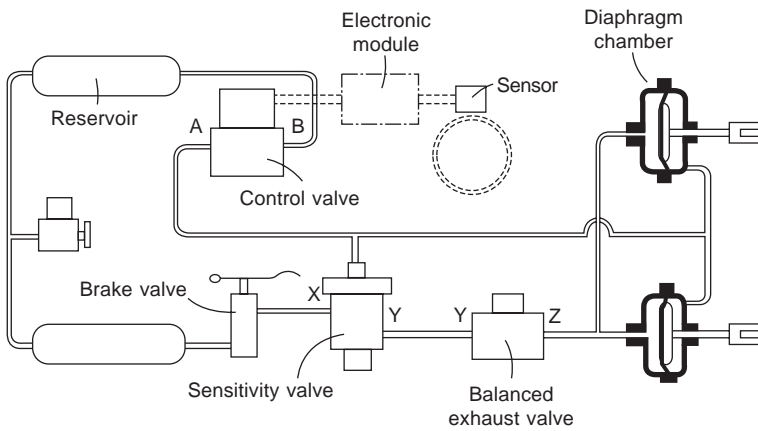 Electronic
module
Diaphragm
chamber
Sensor
Reservoir
A
B
Control valve
Brake valve
X
Y
Y
Z
Sensitivity valve
Balanced
exhaust valve